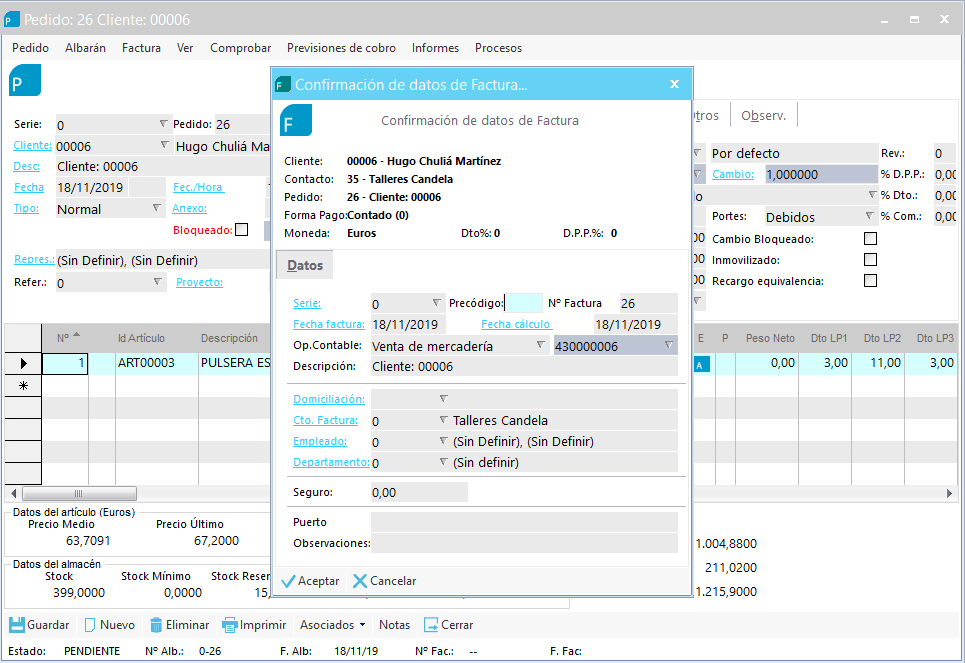 Pedido: 26 Cliente: 00006
Pedido Albarán Factura Ver Comprobar Previsiones de cobro Informes Procesos
P
Serie: 0 Pedido: 26
Cliente: 00006 Hugo Chuliá Ma
Desc: Cliente: 00006
Fecha 18/11/2019 Fec./Hora
Tipo: Normal Anexo:
Bloqueado:
Repres.: (Sin Definir), (Sin Definir)
Refer.: 0 Proyecto:
Confirmación de datos de Factura...
F
Confirmación de datos de Factura
Cliente: 00006 - Hugo Chuliá Martínez
Contacto: 35 - Talleres Candela
Pedido: 26 - Cliente: 00006
Forma Pago: Contado (0)
Moneda: Euros Dto%: 0 D.P.P.%: 0
Datos
Serie: 0 Precódigo: Nº Factura 26
Fecha factura: 18/11/2019 Fecha cálculo 18/11/2019
Op.Contable: Venta de mercadería 430000006
Descripción: Cliente: 00006
Domiciliación:
Cto. Factura: 0 Talleres Candela
Empleado: 0 (Sin Definir), (Sin Definir)
Departamento: 0 (Sin definir)
Seguro: 0,00
Puerto
Observaciones:
Aceptar Cancelar
tros Observ.
Por defecto Rev.: 0
Cambio: 1,000000 % D.P.P.: 0,00
o % Dto.: 0,00
Portes: Debidos % Com.: 0,00
00 Cambio Bloqueado:
00 Inmovilizado:
00 Recargo equivalencia:
Nº Id Artículo Descripción E P Peso Neto Dto LP1 Dto LP2 Dto LP3
1 ART00003 PULSERA ES A 0,00 3,00 11,00 3,00
Datos del artículo (Euros)
Precio Medio Precio Último
63,7091 67,2000
Datos del almacén
Stock Stock Mínimo Stock Reser
399,0000 0,0000 15,
1.004,8800
211,0200
1.215,9000
Guardar Nuevo Eliminar Imprimir Asociados Notas Cerrar
Estado: PENDIENTE Nº Alb.: 0-26 F. Alb: 18/11/19 Nº Fac.: -- F. Fac: